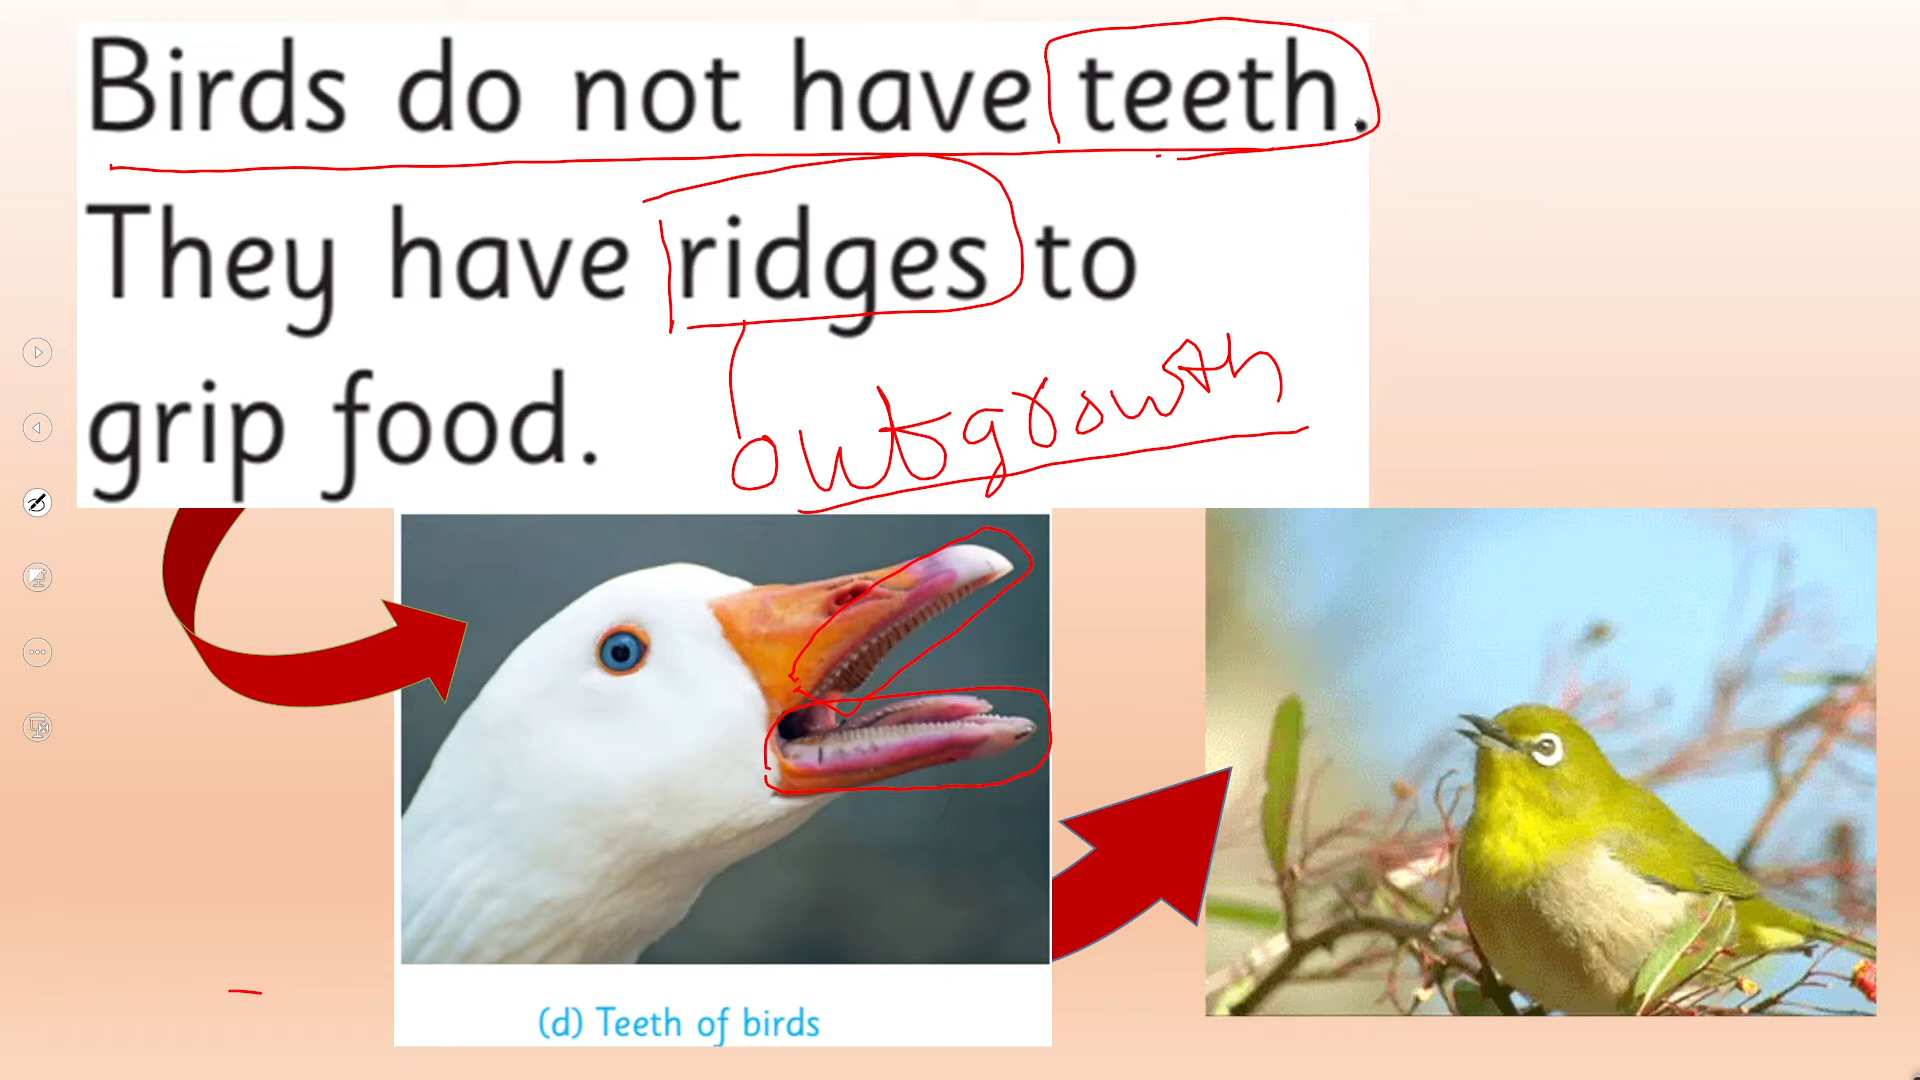 Birds do not have teeth.
They have ridges to
grip food.
outgrowth
(d) Teeth of birds